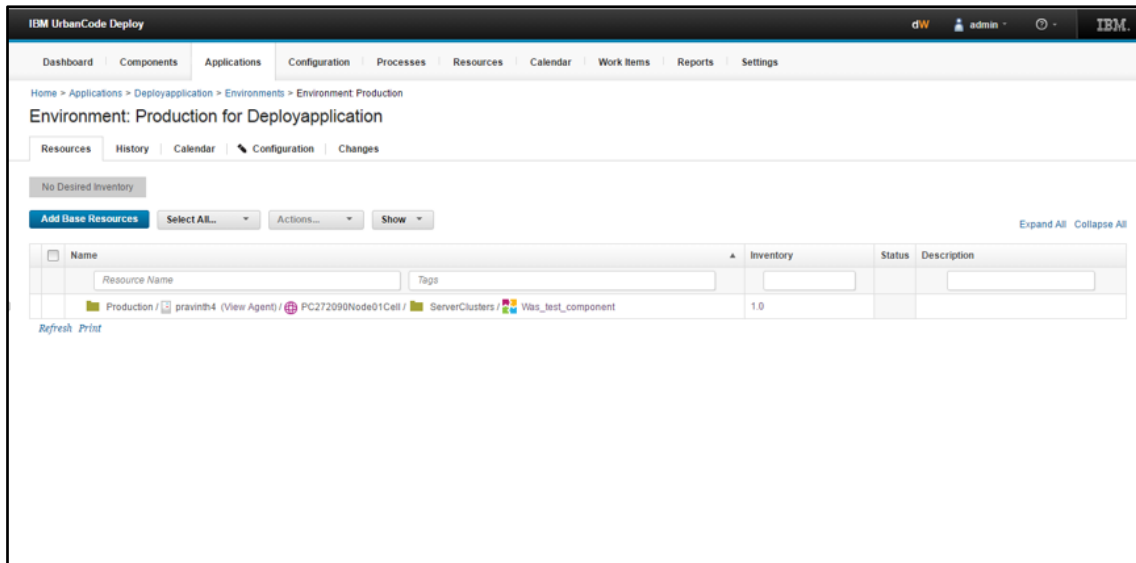 IBM UrbanCode Deploy dW admin IBM.
Dashboard Components Applications Configuration Processes Resources Calendar Work Items Reports Settings
Home > Applications > Deployapplication > Environments > Environment: Production
Environment: Production for Deployapplication
Resources History Calendar Configuration Changes
No Desired Inventory
Add Base Resources Select All... Actions... Show Expand All Collapse All
Name Inventory Status Description
Resource Name Tags
Production / pravinth4 (View Agent) / PC272090Node01Cell / ServerClusters / Was_test_component 1.0
Refresh Print